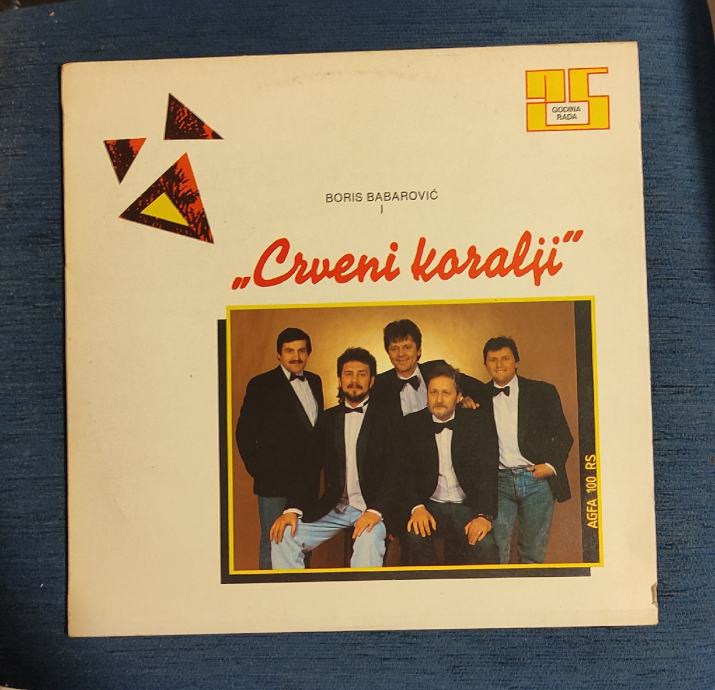 25
GODINA
RADA
BORIS BABAROVIĆ
I
„Crveni koralji”
AGFA 100 RS